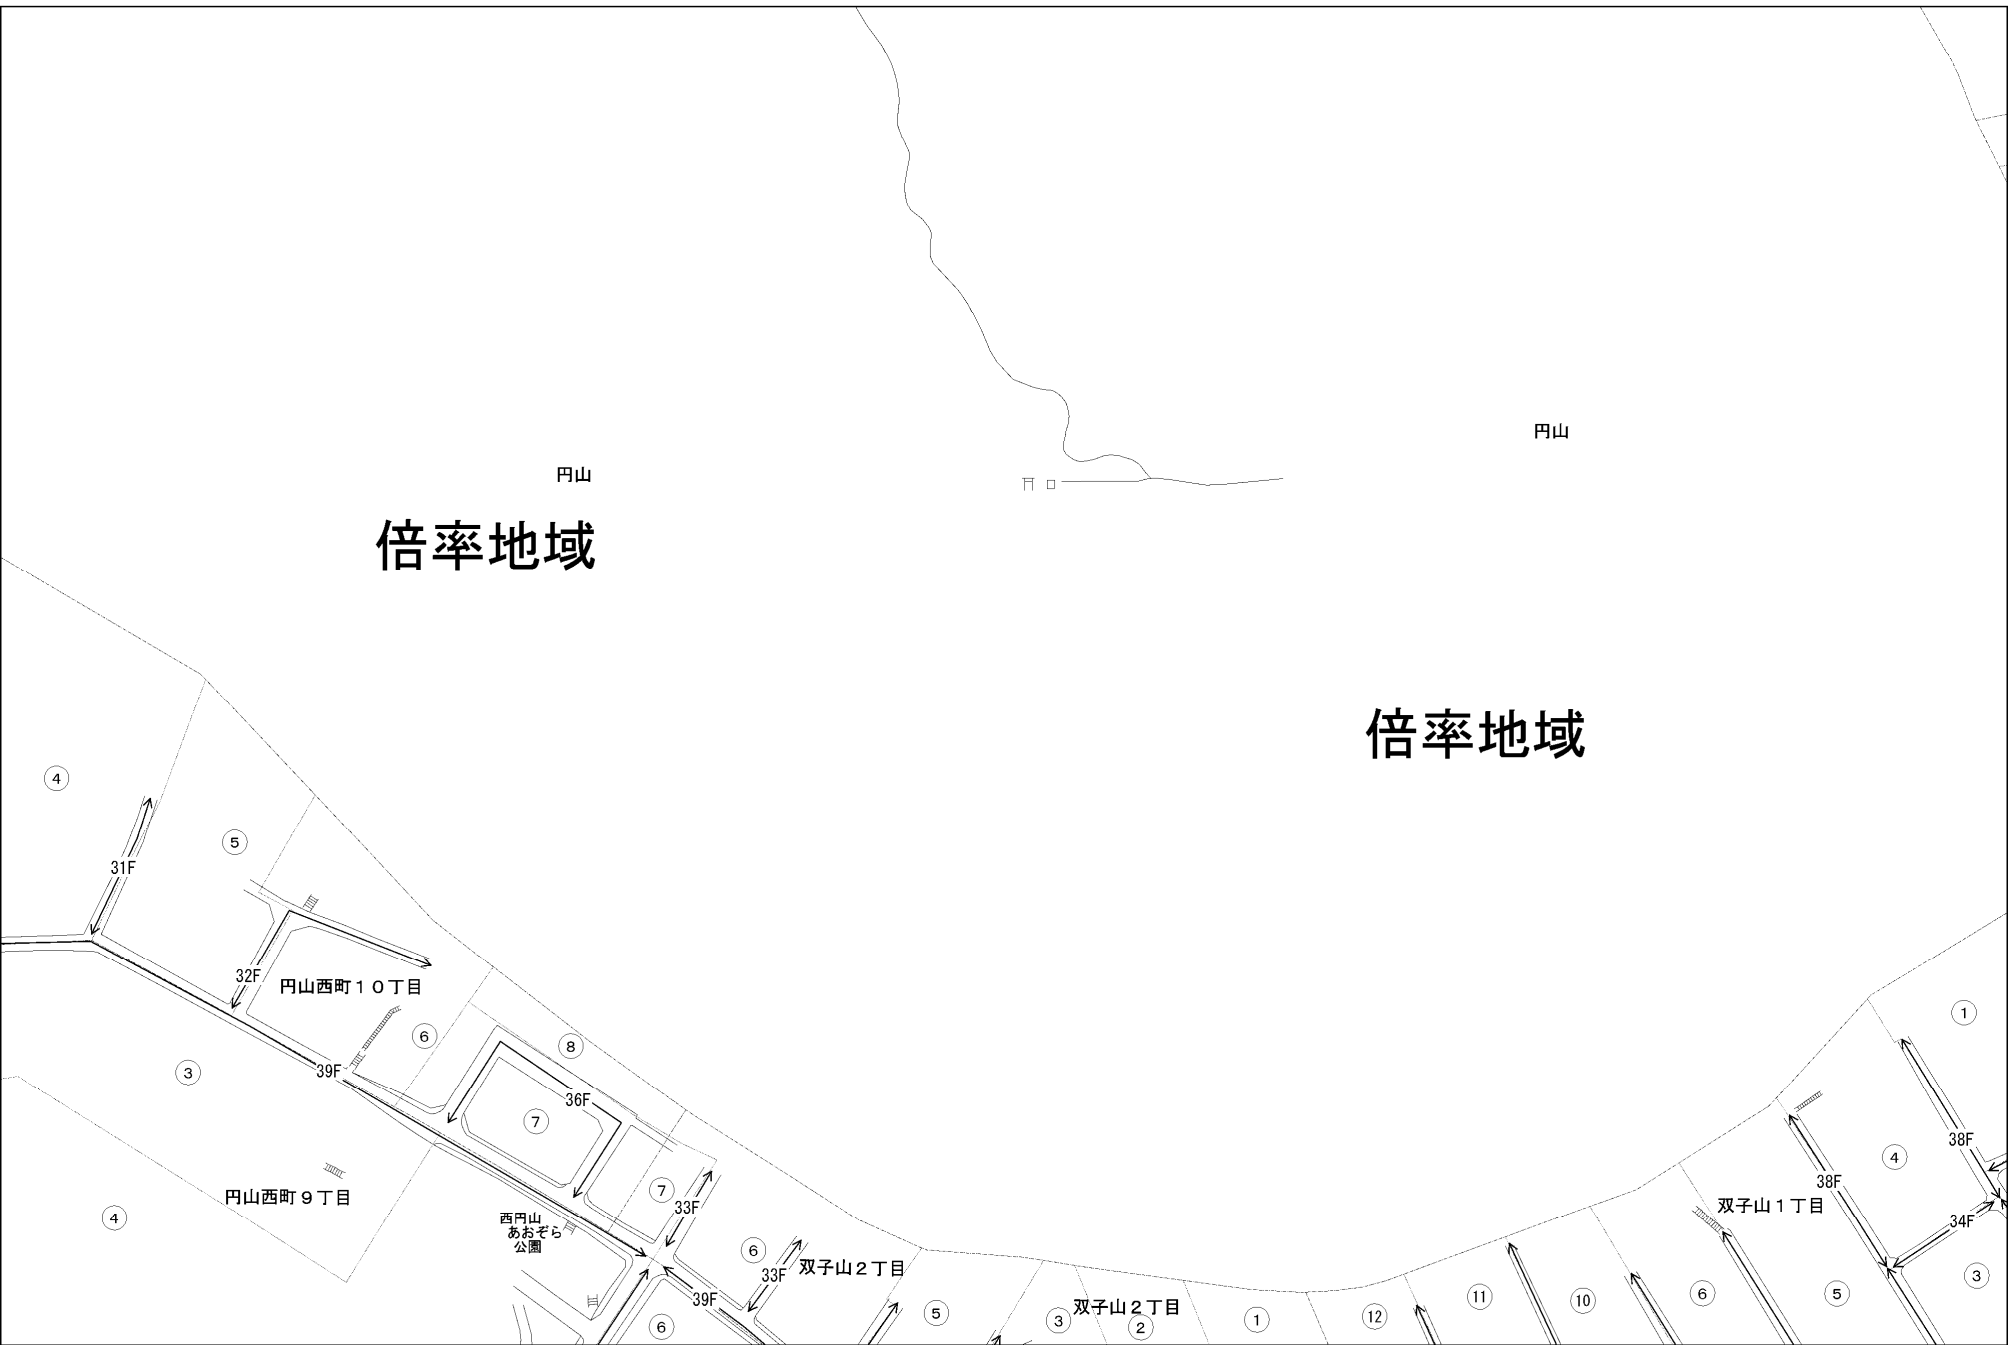 円山
円山
倍率地域
倍率地域
④
⑤
31F
32F
円山西町１０丁目
①
⑥
⑧
39F
③
36F
⑦
38F
④
38F
円山西町９丁目
⑦
33F
双子山１丁目
④
西円山
あおぞら
公園
34F
⑥
33F
双子山２丁目
③
39F
⑤
双子山２丁目
⑪
⑩
⑥
⑤
⑥
③
②
①
⑫